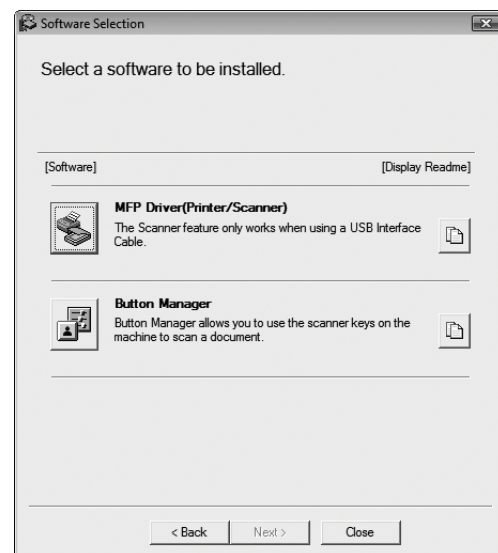 Software Selection
Select a software to be installed.
[Software] [Display Readme]
MFP Driver(Printer/Scanner)
The Scanner feature only works when using a USB Interface
Cable.
Button Manager
Button Manager allows you to use the scanner keys on the
machine to scan a document.
< Back Next > Close